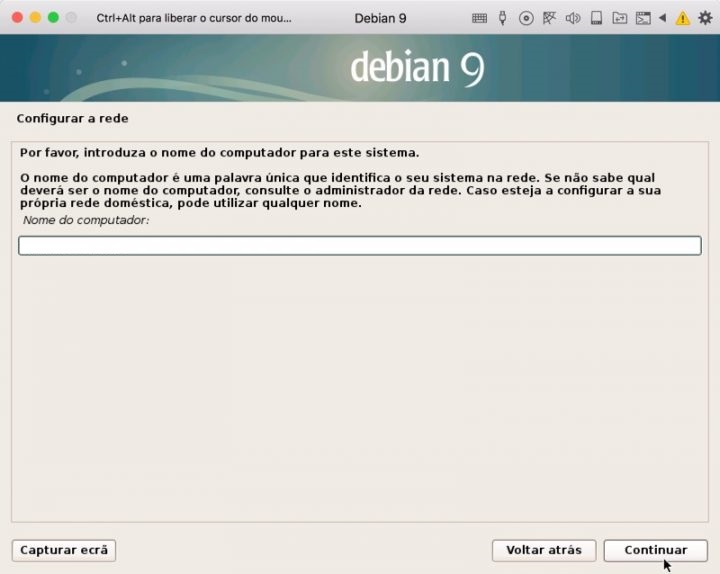 Ctrl+Alt para liberar o cursor do mou...
Debian 9
debian 9
Configurar a rede
Por favor, introduza o nome do computador para este sistema.
O nome do computador é uma palavra única que identifica o seu sistema na rede. Se não sabe qual
deverá ser o nome do computador, consulte o administrador da rede. Caso esteja a configurar a sua
própria rede doméstica, pode utilizar qualquer nome.
Nome do computador:
Capturar ecrã
Voltar atrás
Continuar